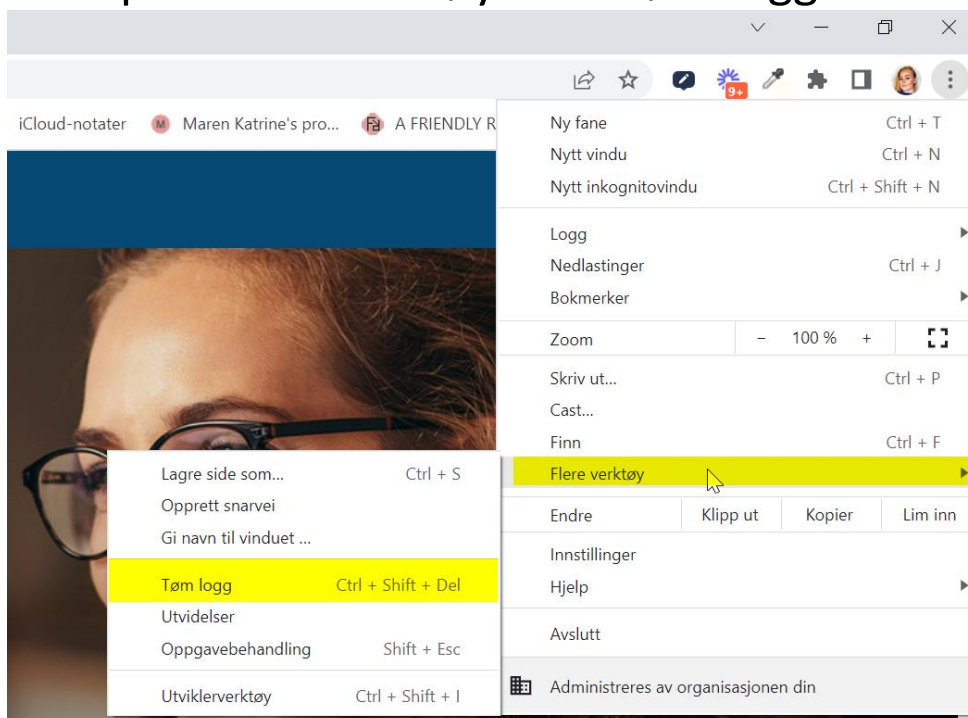 9+
iCloud-notater M Maren Katrine's pro... A FRIENDLY R
Ny fane Ctrl + T
Nytt vindu Ctrl + N
Nytt inkognitovindu Ctrl + Shift + N
Logg
Nedlastinger Ctrl + J
Bokmerker
Zoom – 100 % +
Skriv ut... Ctrl + P
Cast...
Finn Ctrl + F
Flere verktøy
Endre Klipp ut Kopier Lim inn
Innstillinger
Hjelp
Avslutt
Administreres av organisasjonen din
Lagre side som... Ctrl + S
Opprett snarvei
Gi navn til vinduet ...
Tøm logg Ctrl + Shift + Del
Utvidelser
Oppgavebehandling Shift + Esc
Utviklerverktøy Ctrl + Shift + I